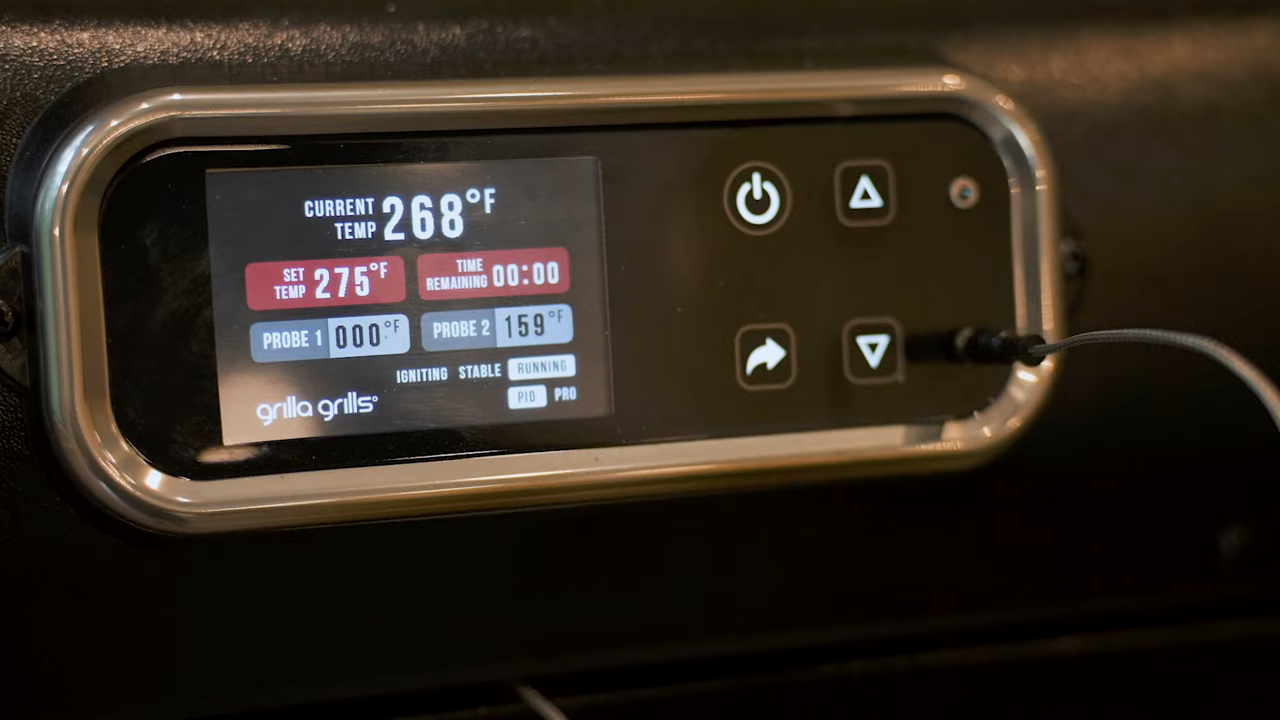 CURRENT TEMP 268°F
SET TEMP 275°F
TIME REMAINING 00:00
PROBE 1 000°F
PROBE 2 159°F
IGNITING STABLE RUNNING
PID PRO
grilla grills